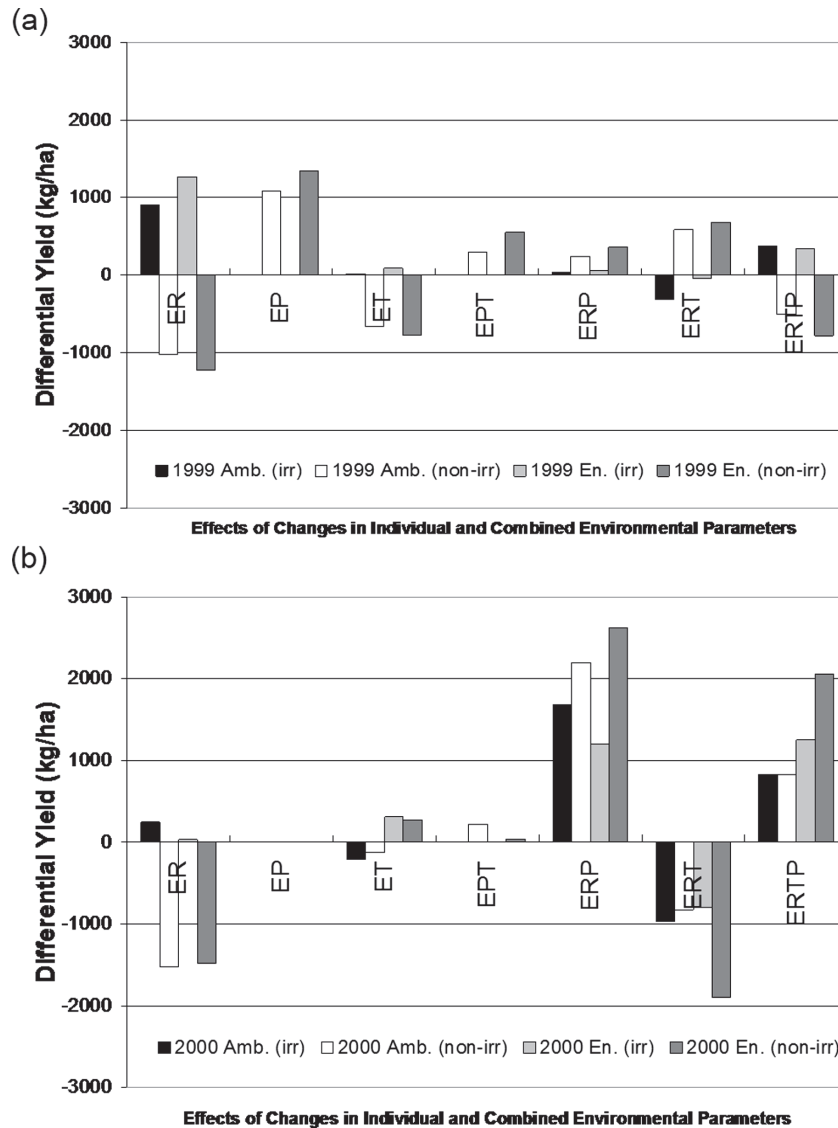 (a)
3000
2000
1000
0
-1000
-2000
-3000
Differential Yield (kg/ha)
ER
EP
ET
EPT
ERP
ERT
ERTP
1999 Amb. (irr) 1999 Amb. (non-irr) 1999 En. (irr) 1999 En. (non-irr)
Effects of Changes in Individual and Combined Environmental Parameters
(b)
3000
2000
1000
0
-1000
-2000
-3000
Differential Yield (kg/ha)
ER
EP
ET
EPT
ERP
ERT
ERTP
2000 Amb. (irr) 2000 Amb. (non-irr) 2000 En. (irr) 2000 En. (non-irr)
Effects of Changes in Individual and Combined Environmental Parameters